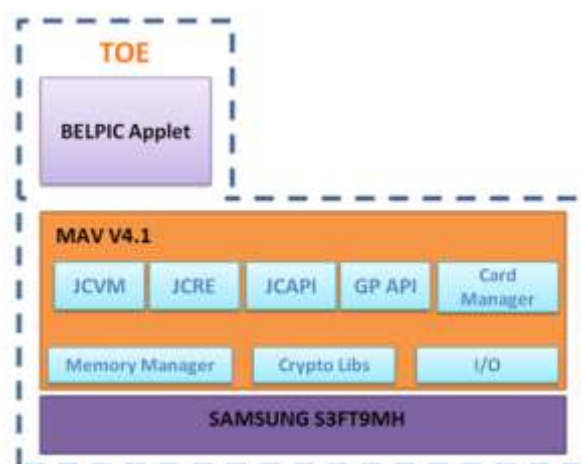 TOE
BELPIC Applet
MAV V4.1
JCVM
JCRE
JCAPI
GP API
Card
Manager
Memory Manager
Crypto Libs
I/O
SAMSUNG S3FT9MH